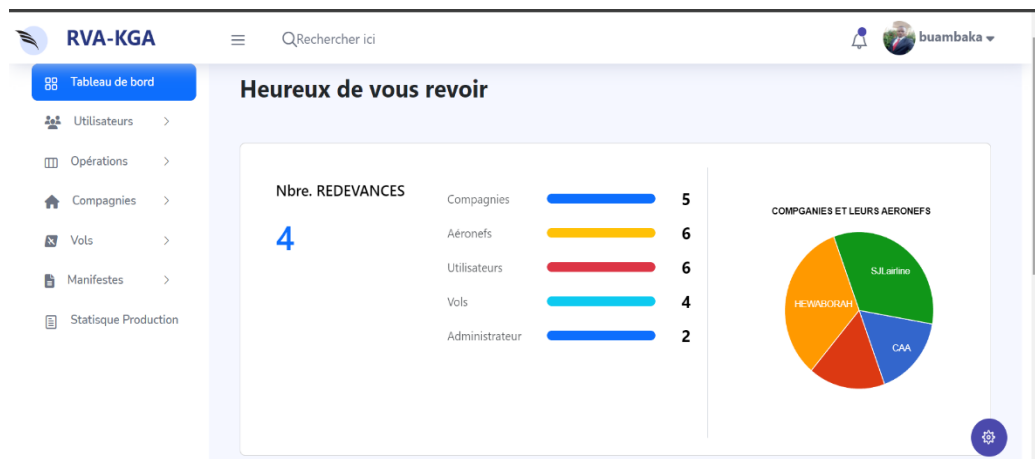 RVA-KGA
Rechercher ici
buambaka
Tableau de bord
Utilisateurs
Opérations
Compagnies
Vols
Manifestes
Statisque Production
Heureux de vous revoir
Nbre. REDEVANCES
4
Compagnies 5
Aéronefs 6
Utilisateurs 6
Vols 4
Administrateur 2
COMPGANIES ET LEURS AERONEFS
SJLairline
HEWABORAH
CAA